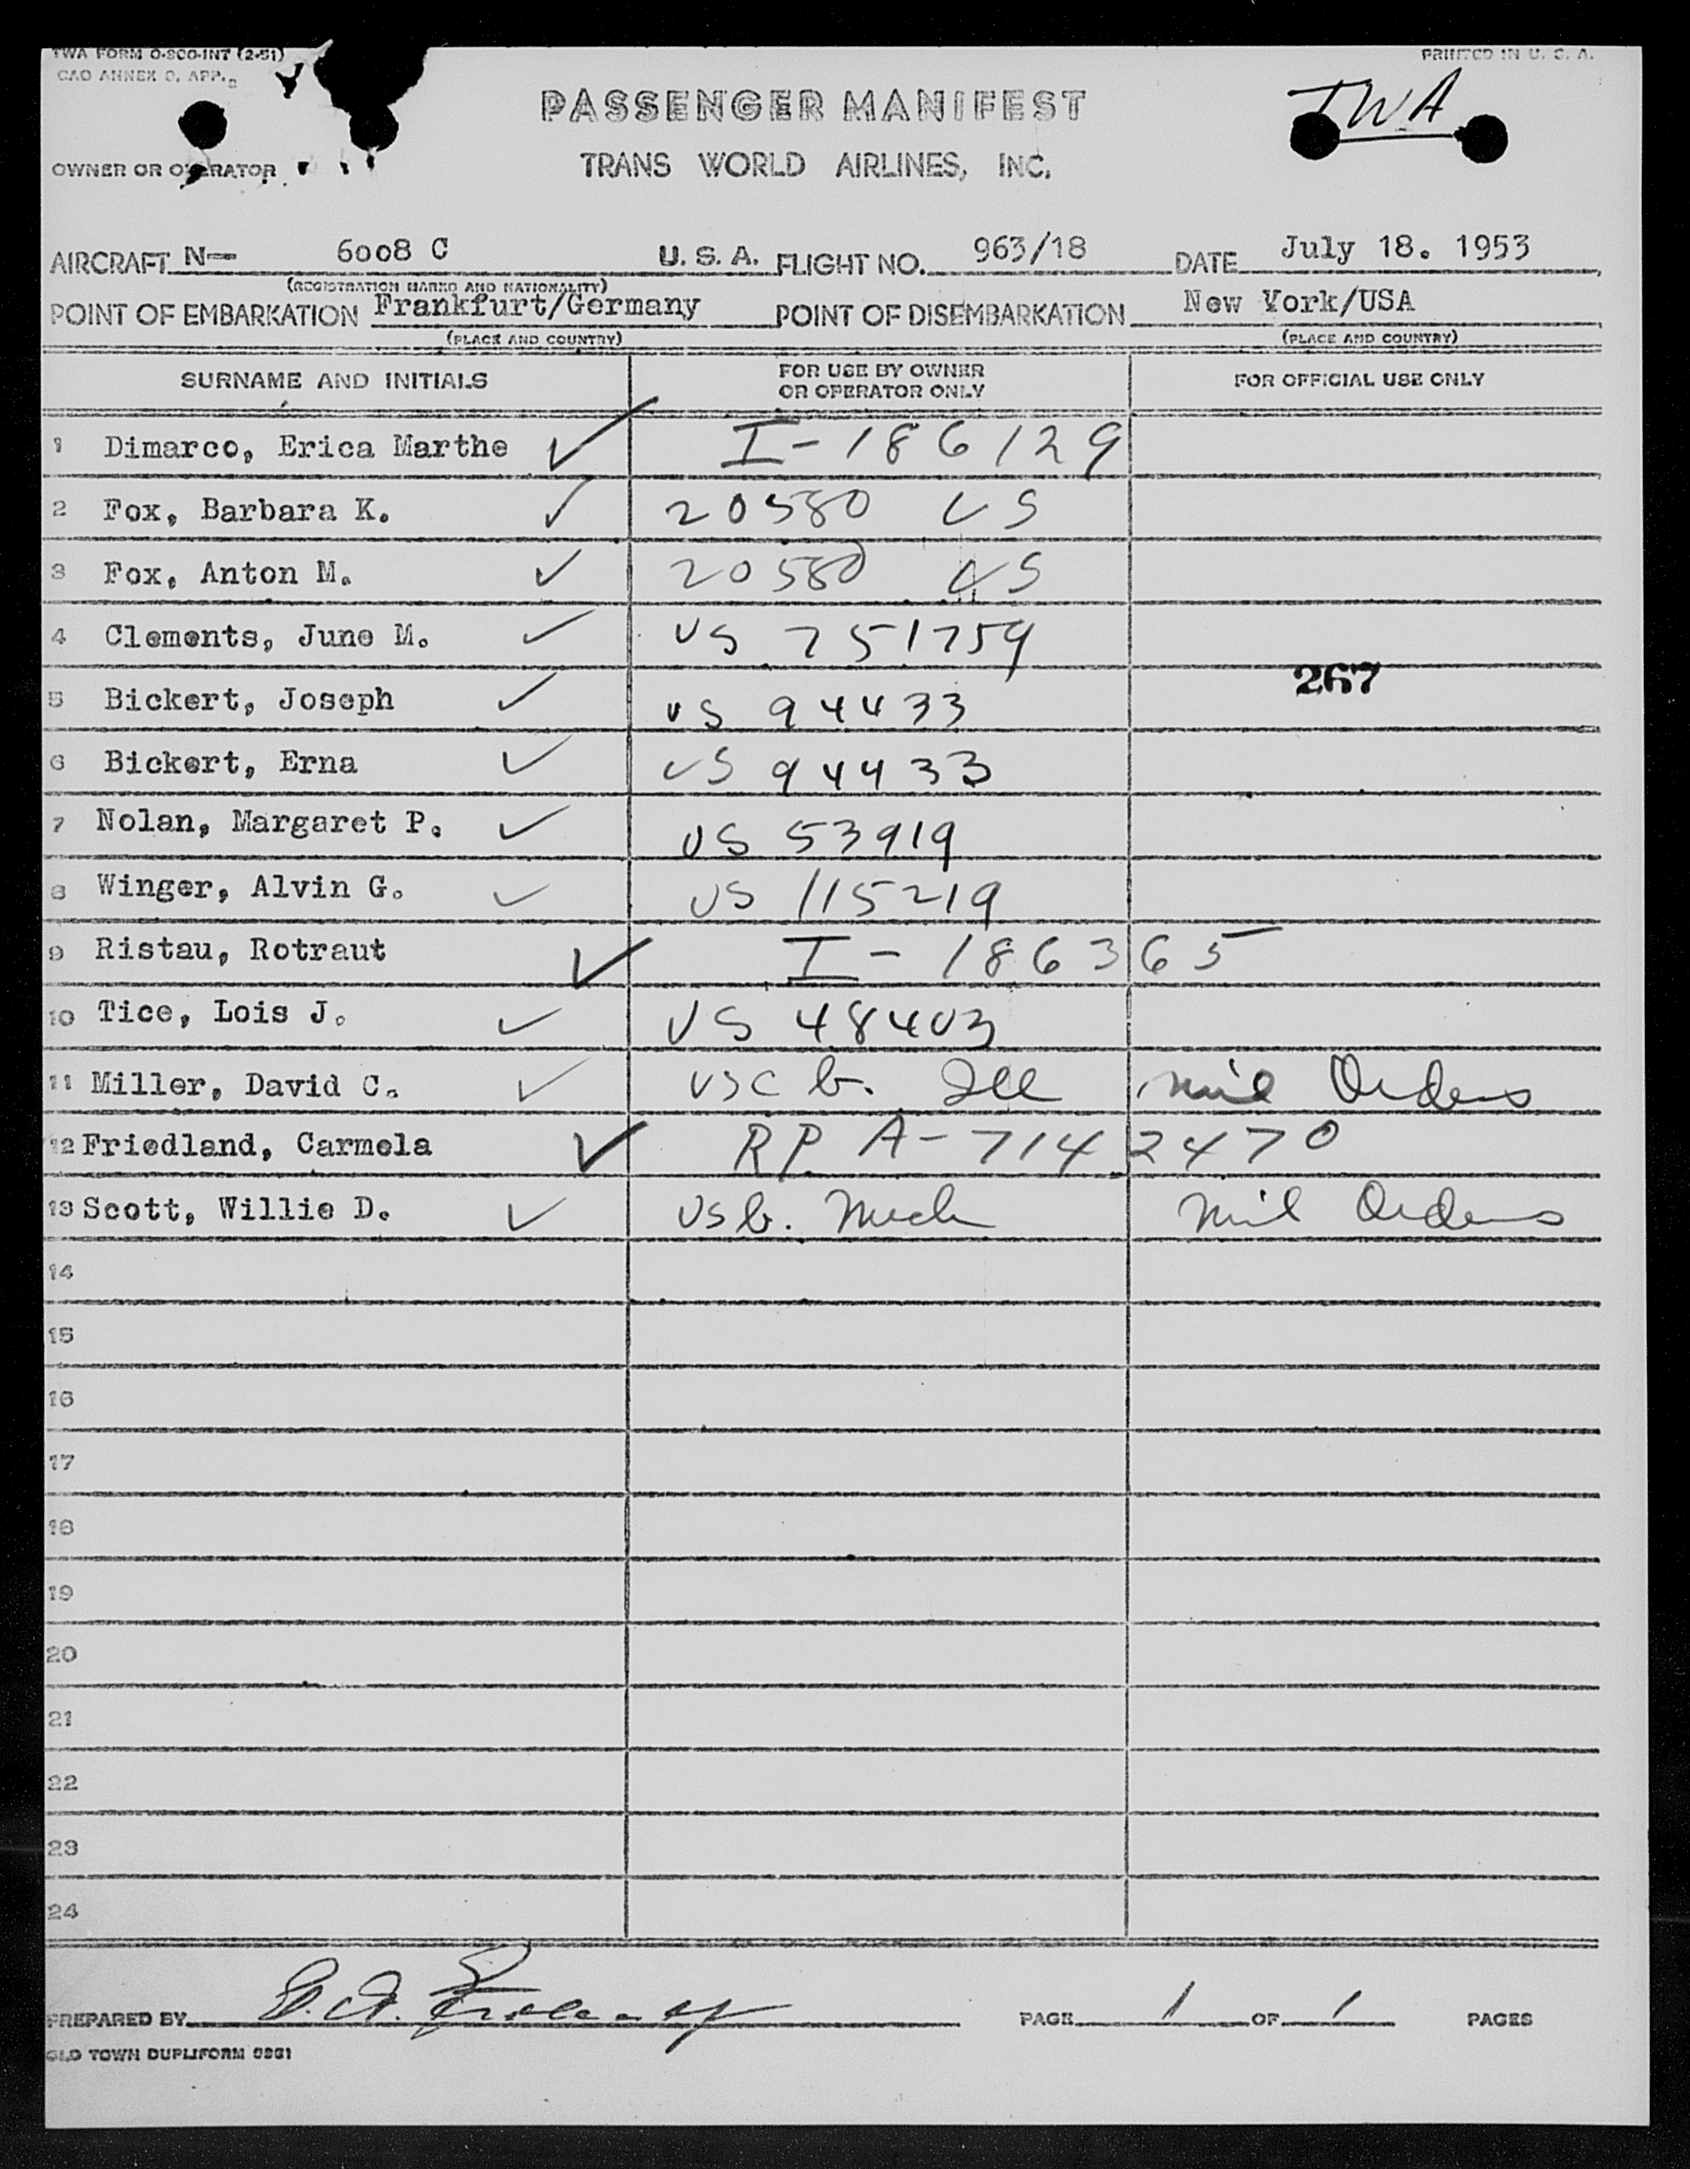 TWA FORM O-800-INT (2-51)
PRINTED IN U. S. A.
CAO ANNEX 9, APP.
TWA
PASSENGER MANIFEST
OWNER OR OPERATOR
TRANS WORLD AIRLINES, INC.
AIRCRAFT N— 6008 C U. S. A. FLIGHT NO. 963/18 DATE July 18. 1953
(REGISTRATION MARKS AND NATIONALITY)
POINT OF EMBARKATION Frankfurt/Germany POINT OF DISEMBARKATION New York/USA
(PLACE AND COUNTRY) (PLACE AND COUNTRY)
SURNAME AND INITIALS FOR USE BY OWNER OR OPERATOR ONLY FOR OFFICIAL USE ONLY
1 Dimarco, Erica Marthe ✓ I-186129
2 Fox, Barbara K. ✓ 20580 US
3 Fox, Anton M. ✓ 20580 US
4 Clements, June M. ✓ US 751759
267
5 Bickert, Joseph ✓ US 94433
6 Bickert, Erna ✓ US 94433
7 Nolan, Margaret P. ✓ US 53919
8 Winger, Alvin G. ✓ US 115219
9 Ristau, Rotraut ✓ I-186365
10 Tice, Lois J. ✓ US 48403
11 Miller, David C. ✓ USC b. Ill mil Orders
12 Friedland, Carmela ✓ RP A-7142470
13 Scott, Willie D. ✓ US b. Mich mil Orders
14
15
16
17
18
19
20
21
22
23
24
PREPARED BY PAGE 1 OF 1 PAGES
OLD TOWN DUPLIFORM